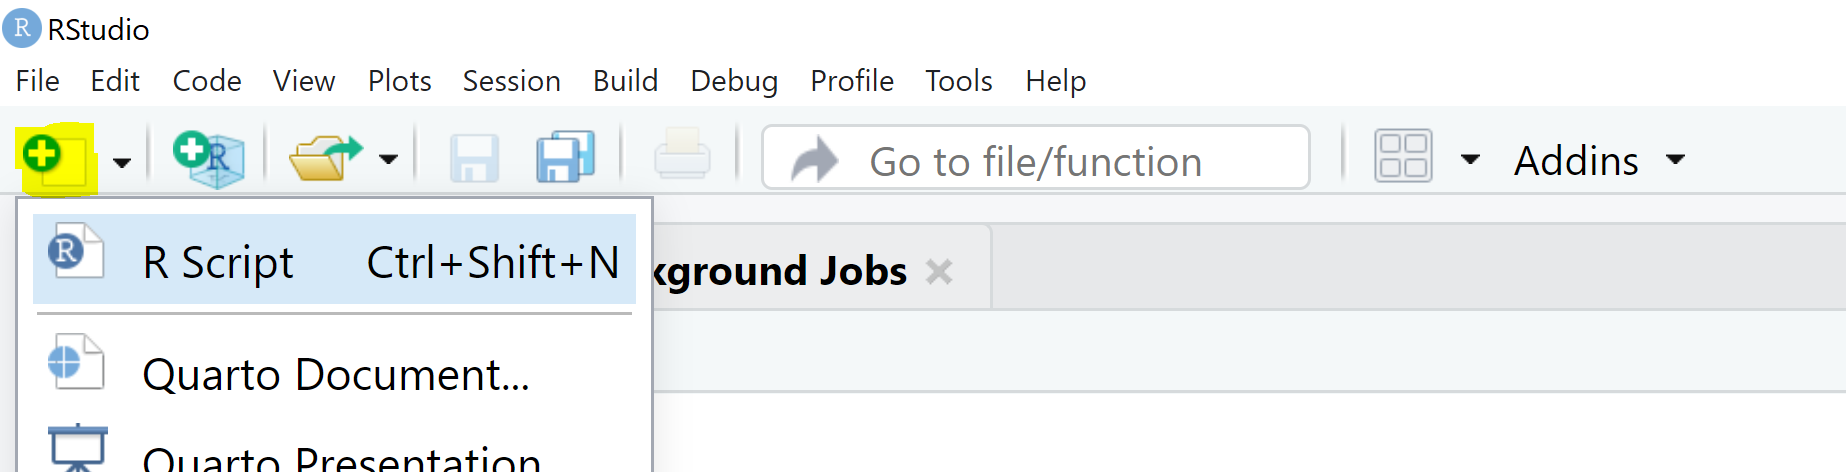 RStudio
File Edit Code View Plots Session Build Debug Profile Tools Help
Go to file/function Addins
R Script Ctrl+Shift+N
kground Jobs
Quarto Document...
Quarto Presentation